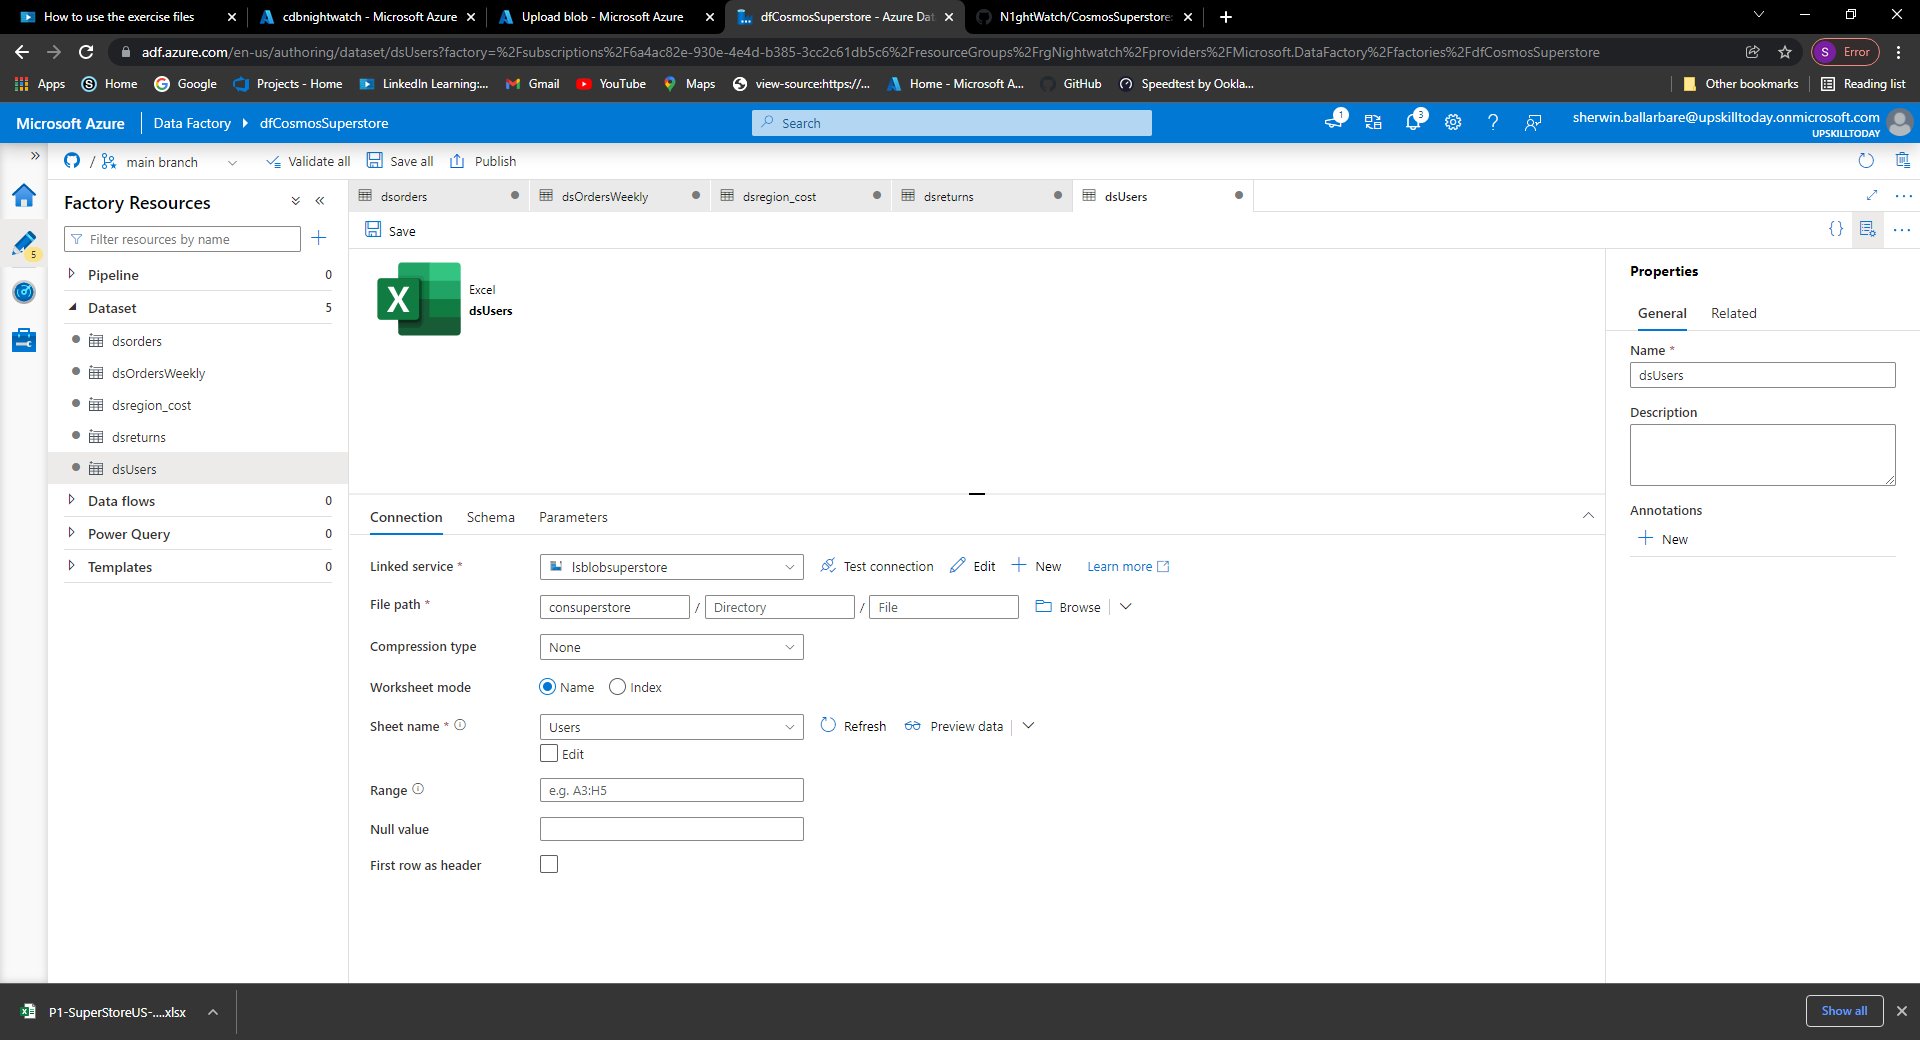 How to use the exercise files
cdbnightwatch - Microsoft Azure
Upload blob - Microsoft Azure
dfCosmosSuperstore - Azure Dat
N1ghtWatch/CosmosSuperstore:
adf.azure.com/en-us/authoring/dataset/dsUsers?factory=%2Fsubscriptions%2F6a4ac82e-930e-4e4d-b385-3cc2c61db5c6%2FresourceGroups%2FrgNightwatch%2Fproviders%2FMicrosoft.DataFactory%2Ffactories%2FdfCosmosSuperstore
S Error
Apps
Home
Google
Projects - Home
LinkedIn Learning:...
Gmail
YouTube
Maps
view-source:https://...
Home - Microsoft A...
GitHub
Speedtest by Ookla...
Other bookmarks
Reading list
Microsoft Azure
Data Factory
dfCosmosSuperstore
Search
1
3
sherwin.ballarbare@upskilltoday.onmicrosoft.com
UPSKILLTODAY
/ main branch
Validate all
Save all
Publish
5
Factory Resources
Filter resources by name
Pipeline 0
Dataset 5
dsorders
dsOrdersWeekly
dsregion_cost
dsreturns
dsUsers
Data flows 0
Power Query 0
Templates 0
dsorders
dsOrdersWeekly
dsregion_cost
dsreturns
dsUsers
Save
{}
X
Excel
dsUsers
Connection
Schema
Parameters
Linked service *
lsblobsuperstore
Test connection
Edit
New
Learn more
File path *
consuperstore / Directory / File
Browse
Compression type
None
Worksheet mode
Name
Index
Sheet name *
Users
Refresh
Preview data
Edit
Range
e.g. A3:H5
Null value
First row as header
Properties
General
Related
Name *
dsUsers
Description
Annotations
New
P1-SuperStoreUS-....xlsx
Show all